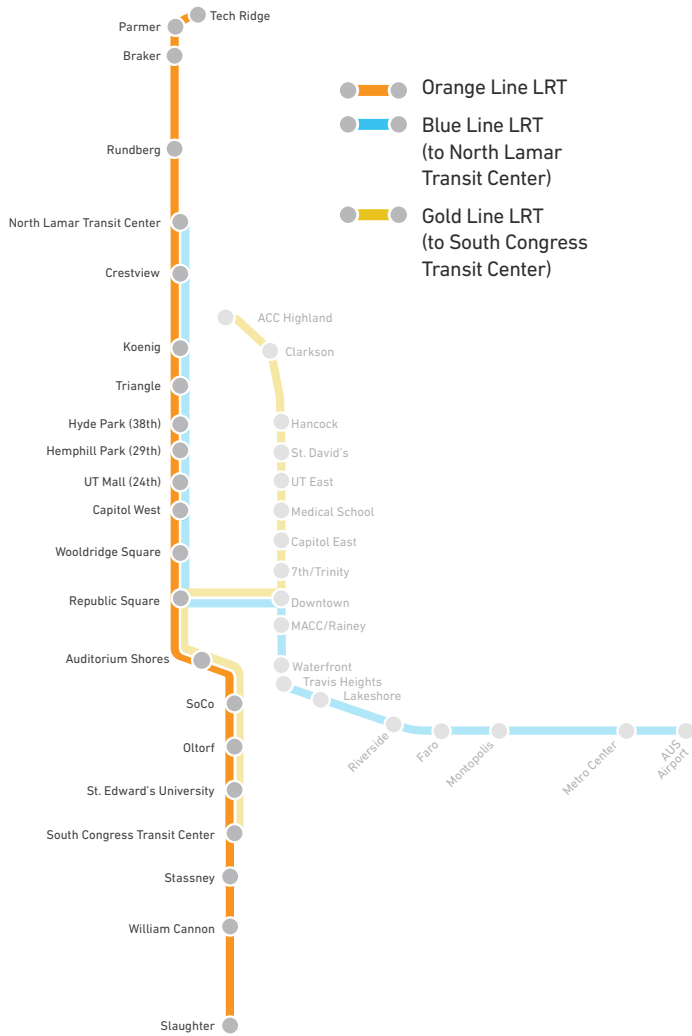 Tech Ridge
Parmer
Braker
Orange Line LRT
Blue Line LRT
(to North Lamar
Transit Center)
Gold Line LRT
(to South Congress
Transit Center)
Rundberg
North Lamar Transit Center
Crestview
Koenig
Triangle
Hyde Park (38th)
Hemphill Park (29th)
UT Mall (24th)
Capitol West
Wooldridge Square
Republic Square
Auditorium Shores
SoCo
Oltorf
St. Edward's University
South Congress Transit Center
Stassney
William Cannon
Slaughter
ACC Highland
Clarkson
Hancock
St. David's
UT East
Medical School
Capitol East
7th/Trinity
Downtown
MACC/Rainey
Waterfront
Travis Heights
Lakeshore
Riverside
Faro
Montopolis
Metro Center
AUS
Airport